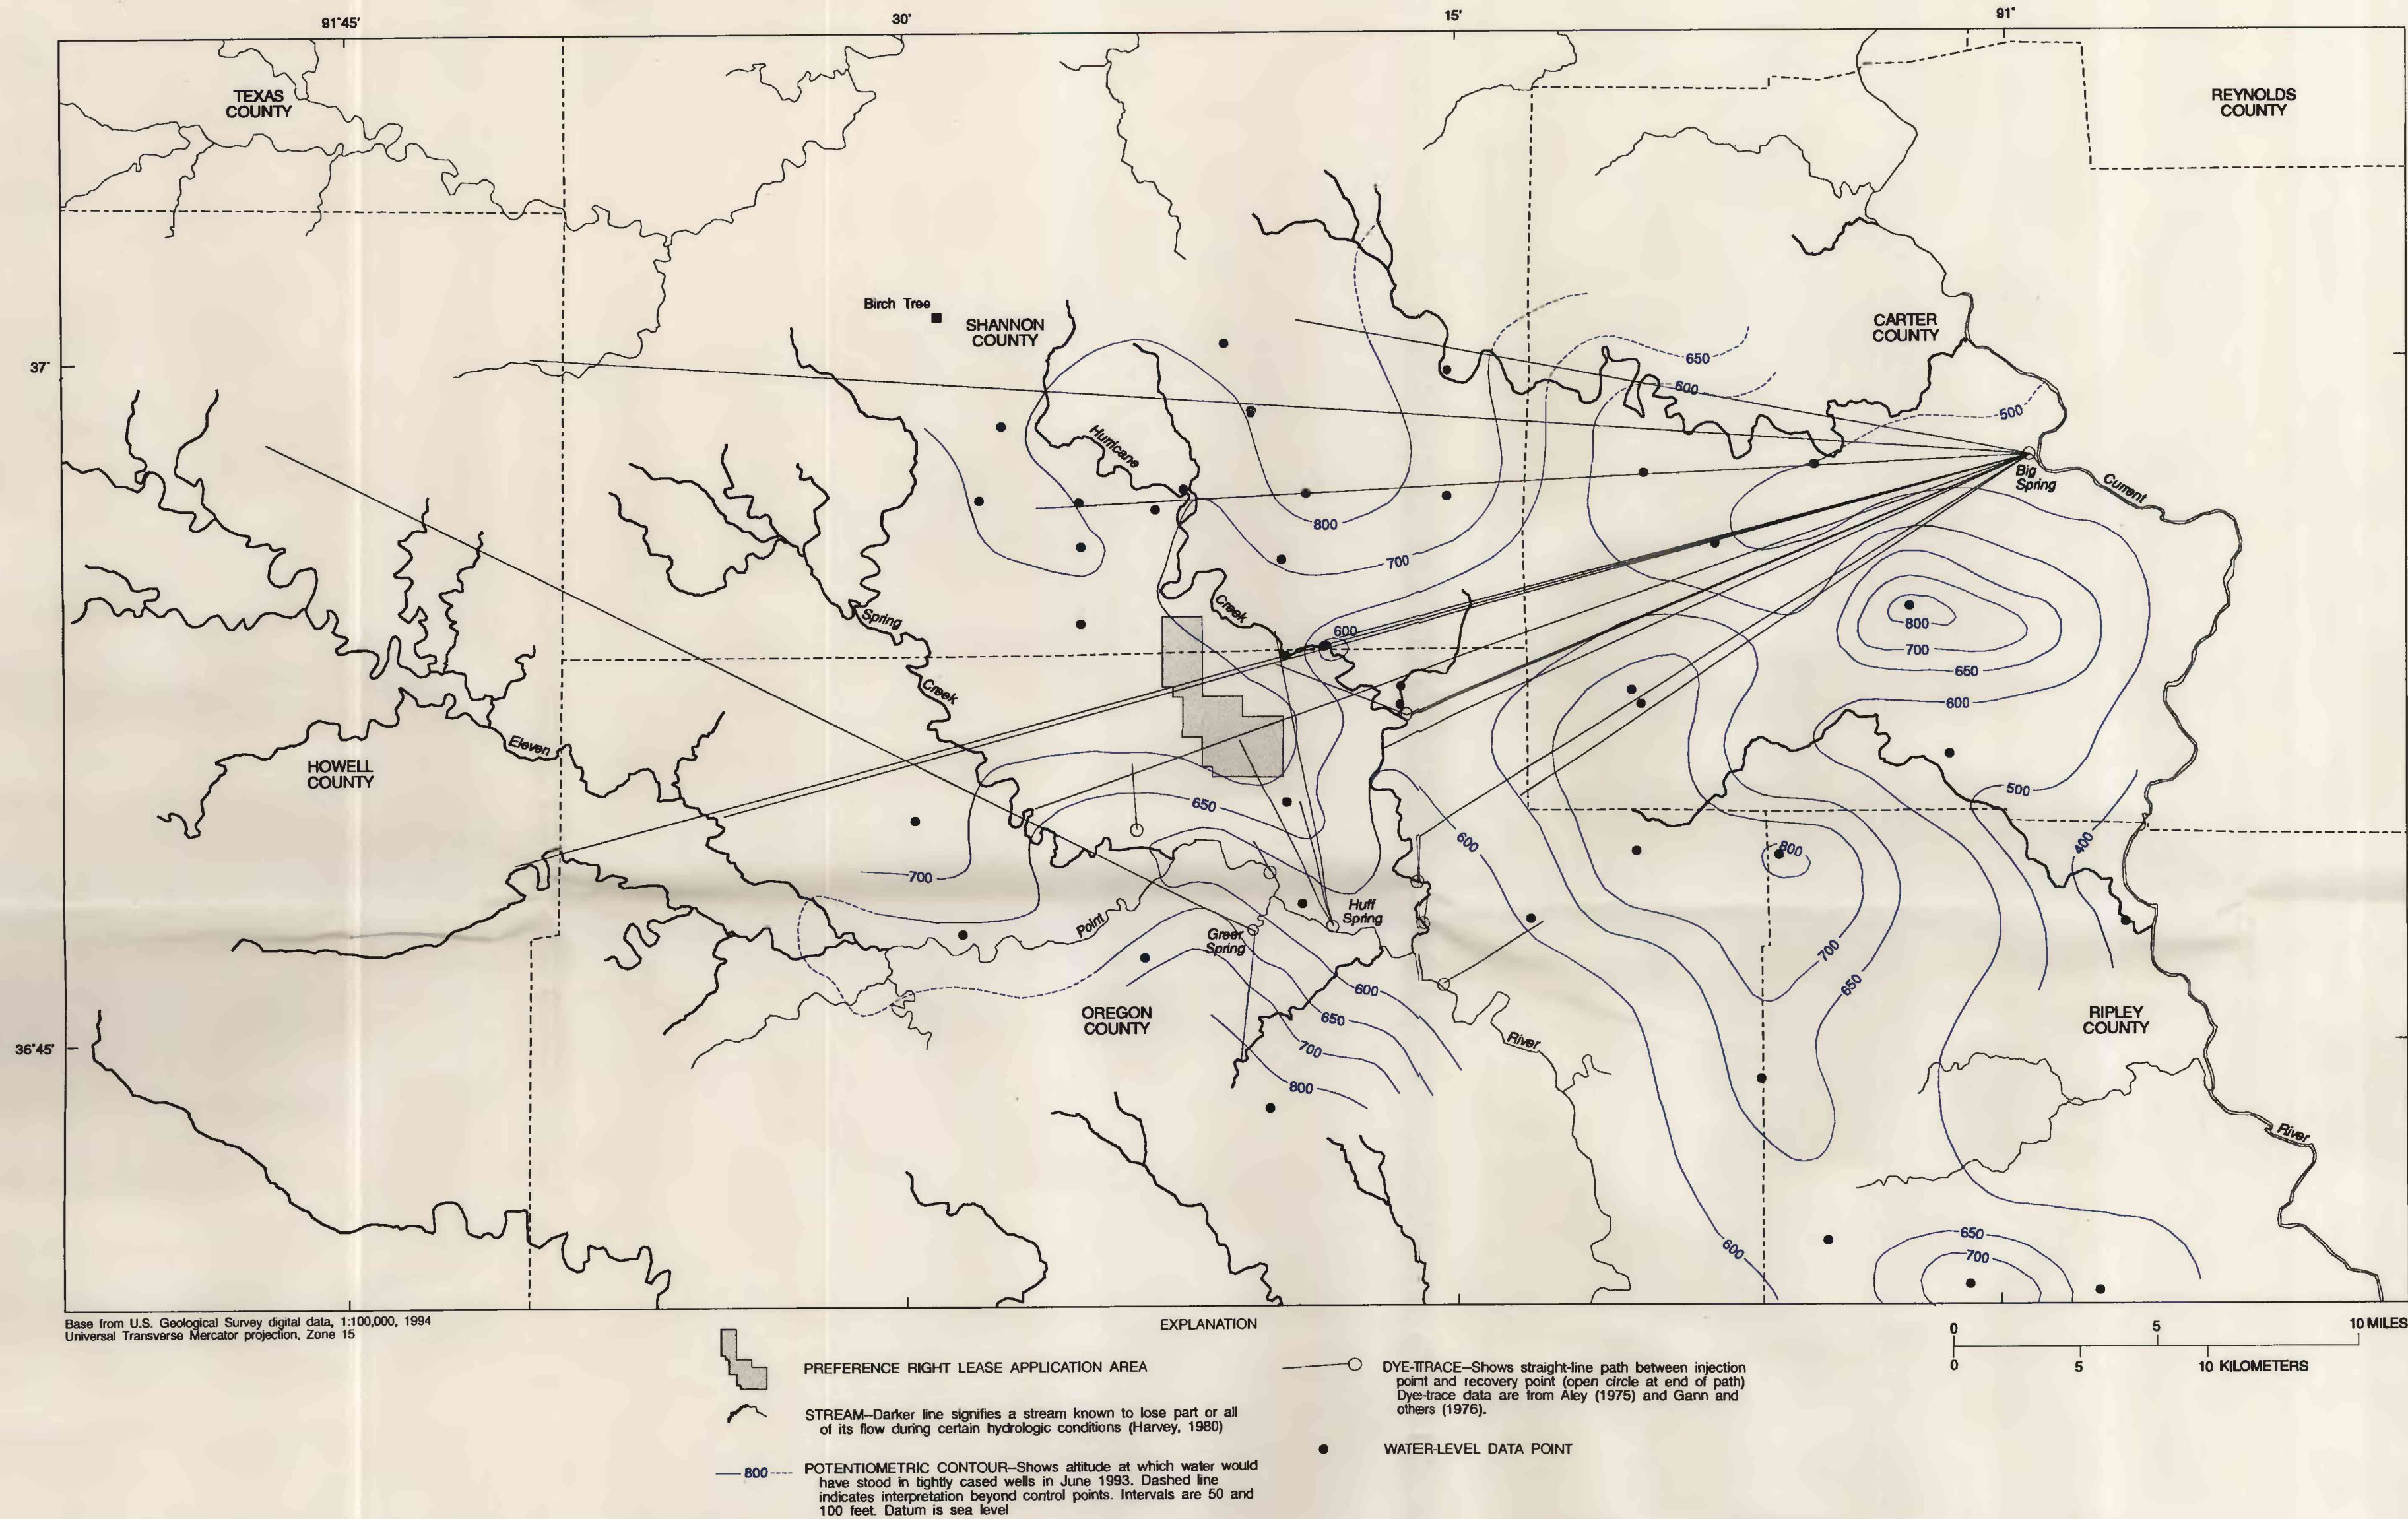 91°45'
30'
15'
91°
TEXAS
COUNTY
REYNOLDS
COUNTY
Birch Tree
SHANNON
COUNTY
CARTER
COUNTY
37°
650
600
500
Hurricane
Big
Spring
Current
800
700
Creek
Spring
600
800
700
650
600
Creek
Eleven
HOWELL
COUNTY
650
500
600
400
800
700
Huff
Spring
Point
Greer
Spring
700
650
600
650
700
800
OREGON
COUNTY
RIPLEY
COUNTY
36°45'
River
River
600
650
700
Base from U.S. Geological Survey digital data, 1:100,000, 1994
Universal Transverse Mercator projection, Zone 15
EXPLANATION
0 5 10 MILES
0 5 10 KILOMETERS
PREFERENCE RIGHT LEASE APPLICATION AREA
STREAM—Darker line signifies a stream known to lose part or all
of its flow during certain hydrologic conditions (Harvey, 1980)
800
POTENTIOMETRIC CONTOUR—Shows altitude at which water would
have stood in tightly cased wells in June 1993. Dashed line
indicates interpretation beyond control points. Intervals are 50 and
100 feet. Datum is sea level
DYE-TRACE—Shows straight-line path between injection
point and recovery point (open circle at end of path)
Dye-trace data are from Aley (1975) and Gann and
others (1976).
WATER-LEVEL DATA POINT